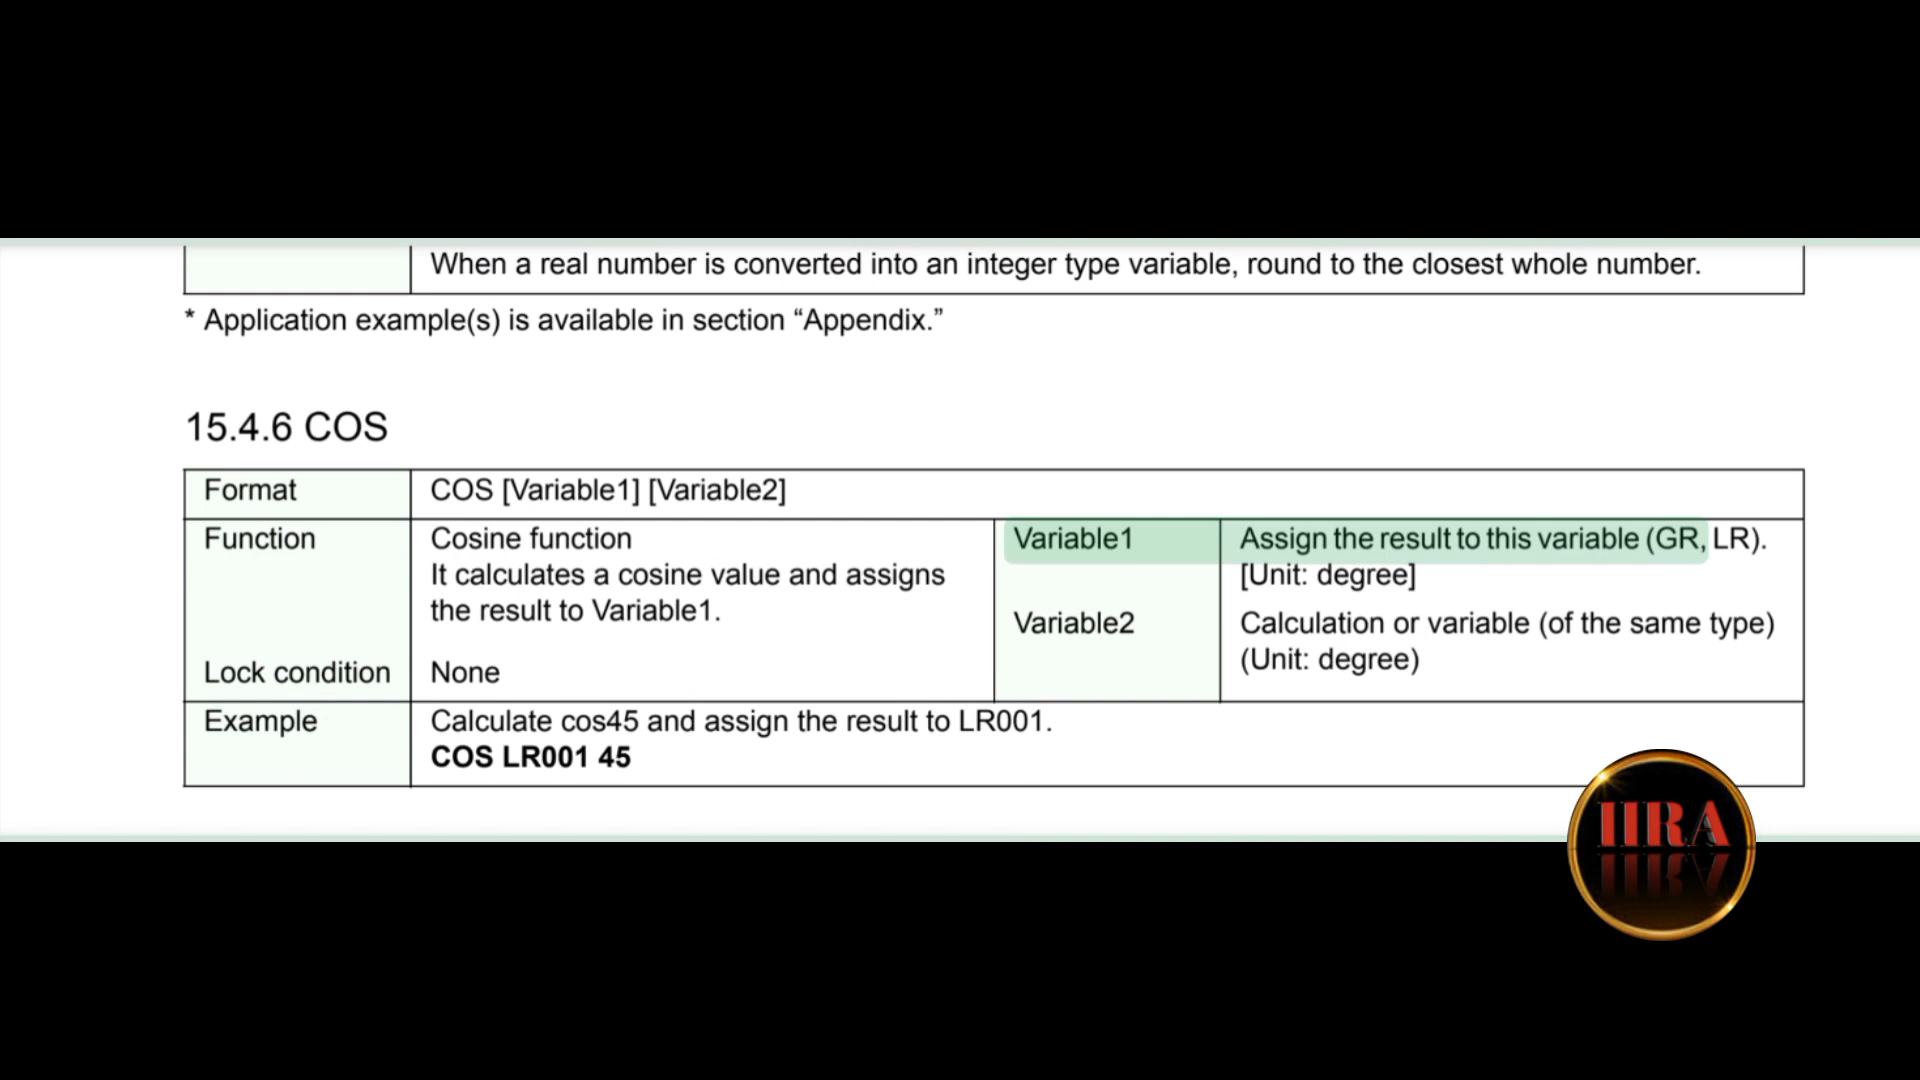 When a real number is converted into an integer type variable, round to the closest whole number.
* Application example(s) is available in section “Appendix.”
15.4.6 COS
Format
COS [Variable1] [Variable2]
Function
Cosine function
It calculates a cosine value and assigns
the result to Variable1.
Variable1
Assign the result to this variable (GR, LR).
[Unit: degree]
Variable2
Calculation or variable (of the same type)
(Unit: degree)
Lock condition
None
Example
Calculate cos45 and assign the result to LR001.
COS LR001 45
IIRA